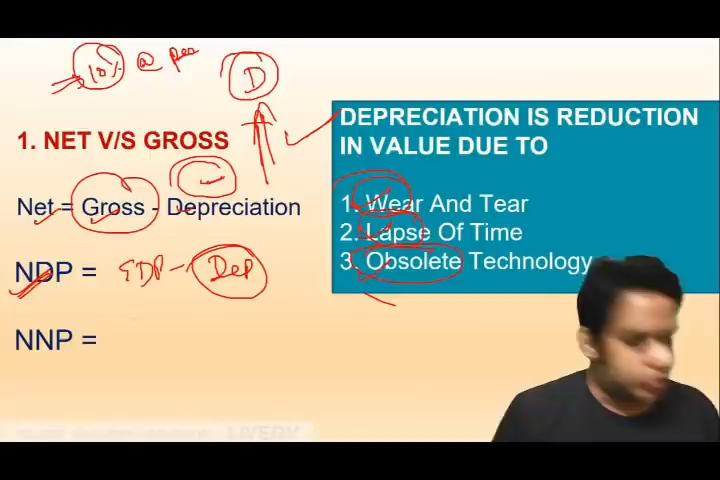 10% @ per
D
1. NET V/S GROSS
Net = Gross - Depreciation
NDP = GDP - Dep
NNP =
DEPRECIATION IS REDUCTION
IN VALUE DUE TO
1. Wear And Tear
2. Lapse Of Time
3. Obsolete Technology